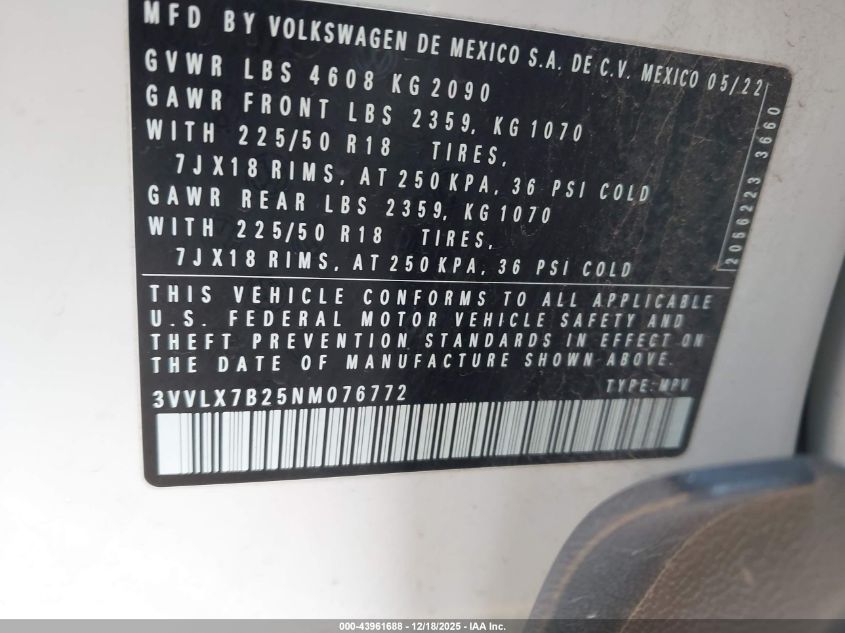 MFD BY VOLKSWAGEN DE MEXICO S.A. DE C.V. MEXICO 05/22
GVWR LBS 4608 KG 2090
GAWR FRONT LBS 2359, KG 1070
WITH 225/50 R18 TIRES,
7JX18 RIMS, AT 250 KPA, 36 PSI COLD
GAWR REAR LBS 2359, KG 1070
WITH 225/50 R18 TIRES,
7JX18 RIMS, AT 250 KPA, 36 PSI COLD
2056223 3660
THIS VEHICLE CONFORMS TO ALL APPLICABLE
U.S. FEDERAL MOTOR VEHICLE SAFETY AND
THEFT PREVENTION STANDARDS IN EFFECT ON
THE DATE OF MANUFACTURE SHOWN ABOVE.
3VVLX7B25NM076772 TYPE:MPV
000-43961688 - 12/18/2025 - IAA Inc.